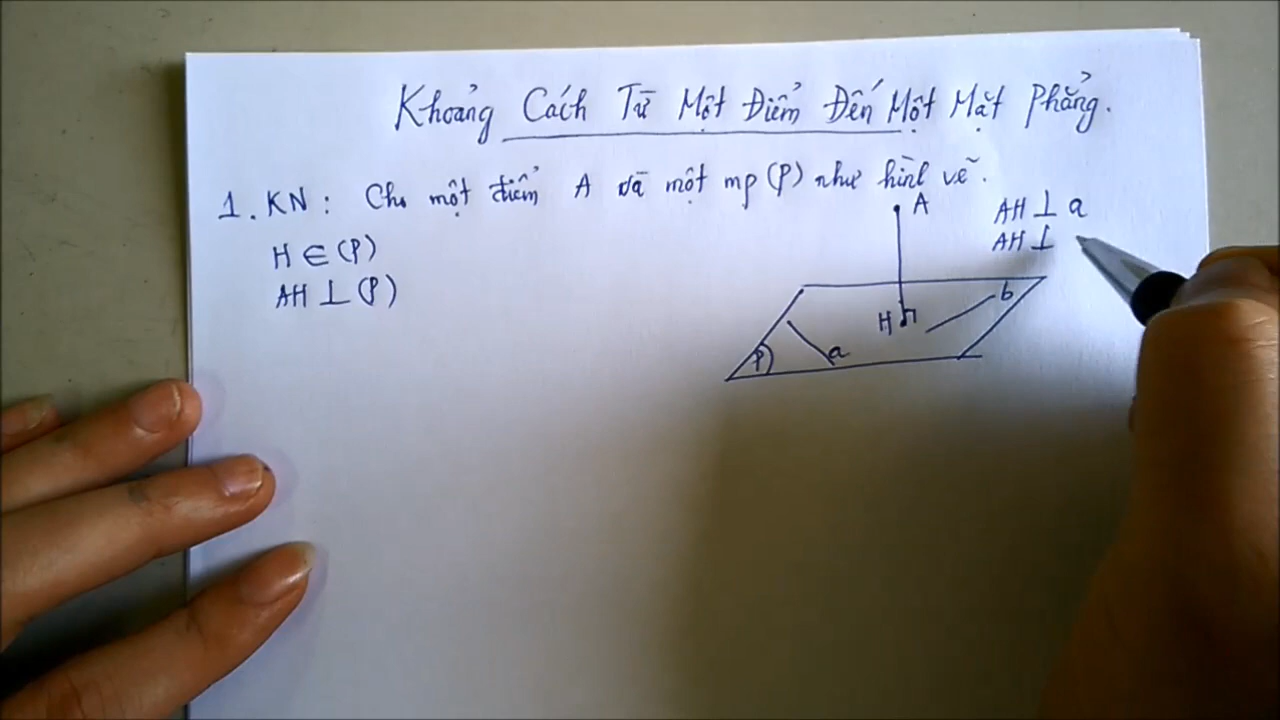 Khoảng Cách Từ Một Điểm Đến Một Mặt Phẳng.
1. KN: Cho một điểm A và một mp (P) như hình vẽ.
H ∈ (P)
AH ⊥ (P)
A
AH ⊥ a
AH ⊥
b
H
P
a